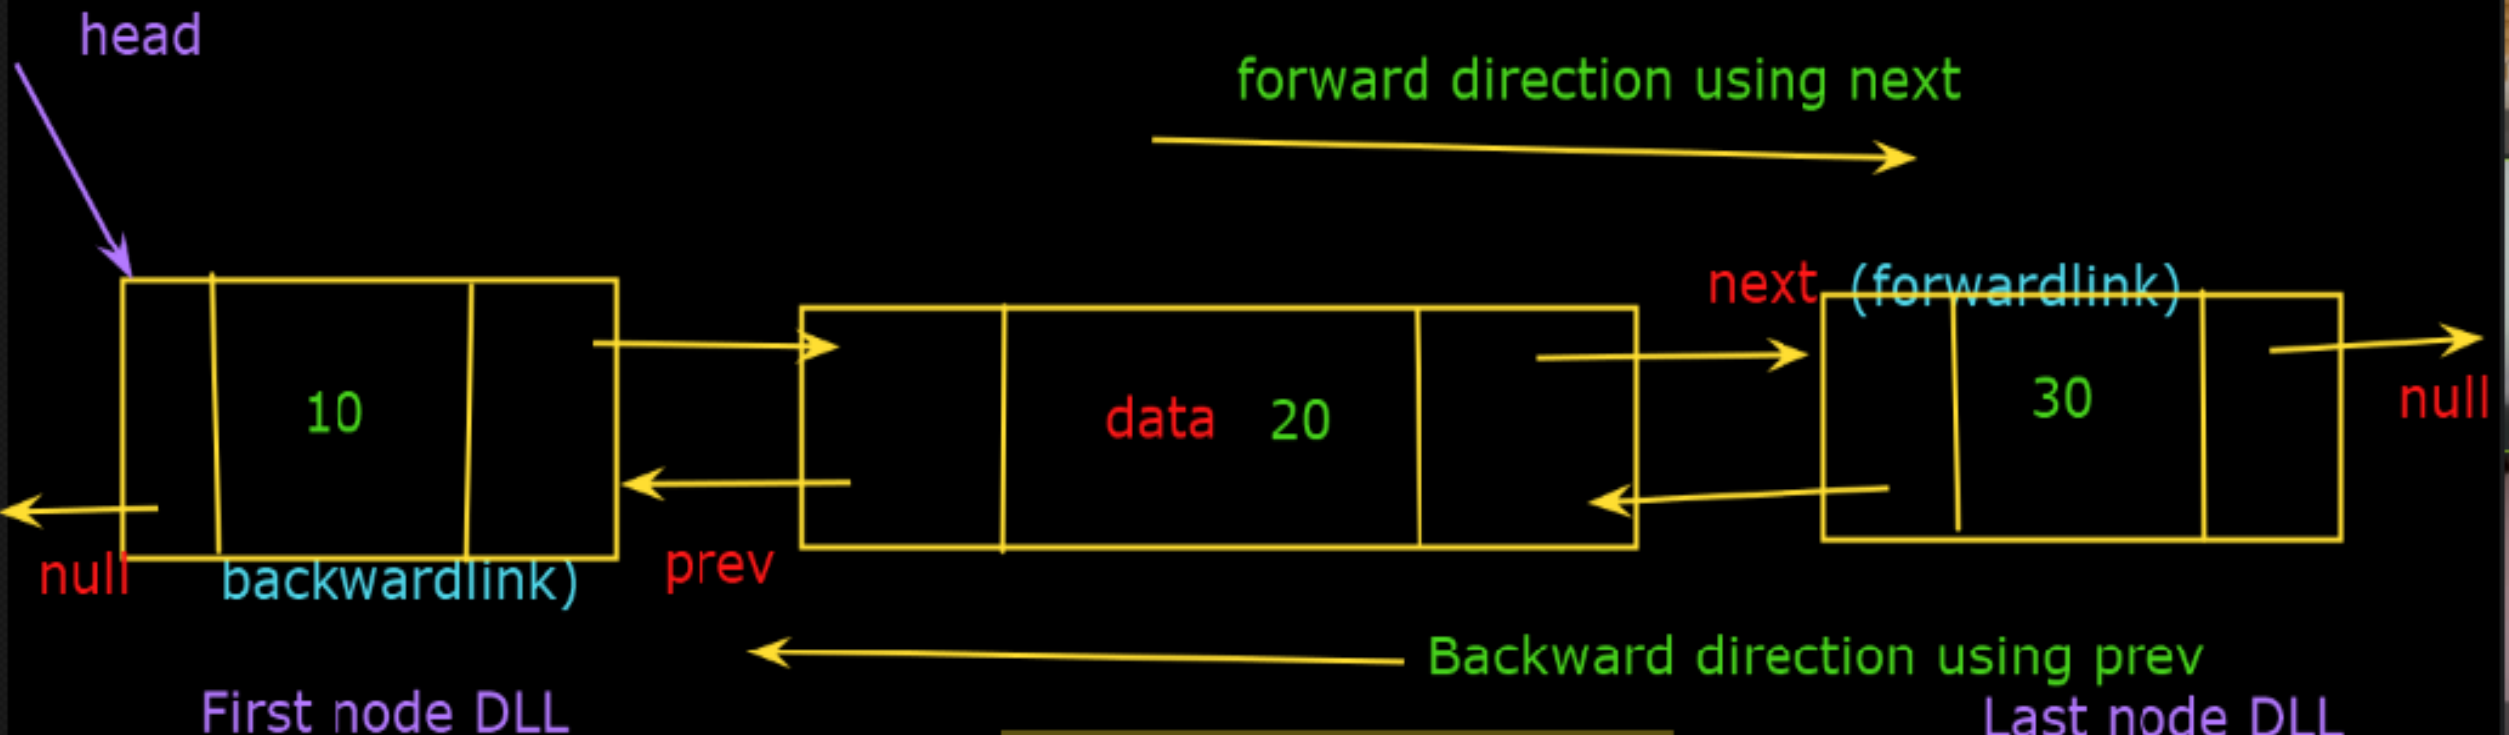 head
forward direction using next
next (forwardlink)
10
data 20
30
null
null
backwardlink)
prev
Backward direction using prev
First node DLL
Last node DLL